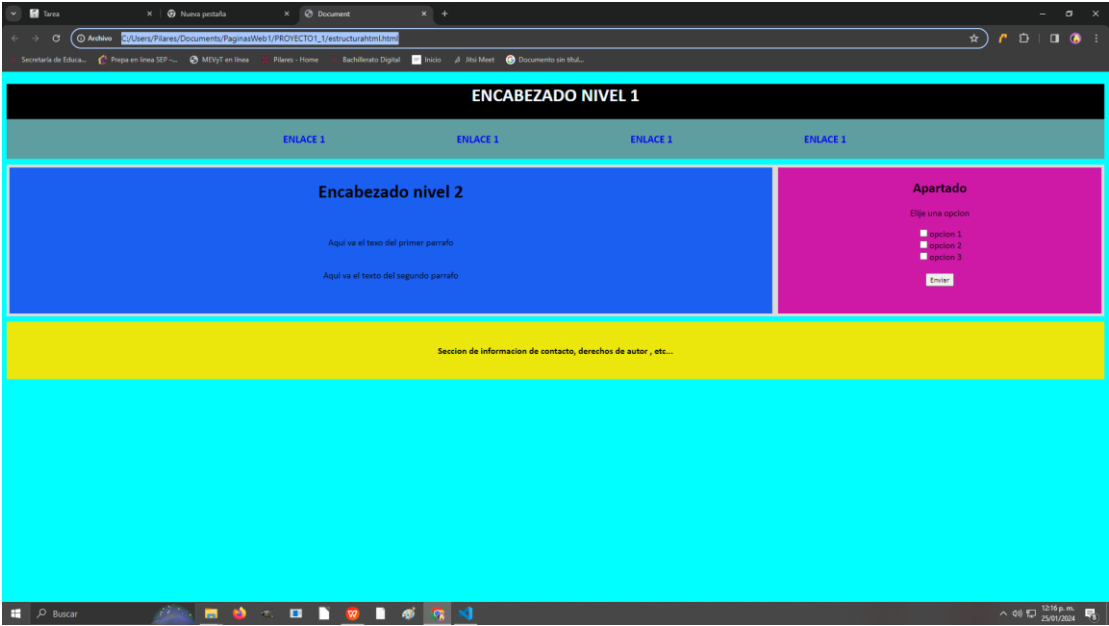 Tarea
Nueva pestaña
Document
Archivo C:/Users/Pilares/Documents/PaginasWeb1/PROYECTO1_1/estructurahtml.html
Secretaría de Educa... Prepa en línea SEP –... MEVyT en línea Pilares - Home Bachillerato Digital Inicio Jitsi Meet Documento sin títul...
ENCABEZADO NIVEL 1
ENLACE 1 ENLACE 1 ENLACE 1 ENLACE 1
Encabezado nivel 2
Aqui va el texo del primer parrafo
Aqui va el texto del segundo parrafo
Apartado
Elije una opcion
opcion 1
opcion 2
opcion 3
Enviar
Seccion de informacion de contacto, derechos de autor , etc...
Buscar
12:16 p. m.
25/01/2024